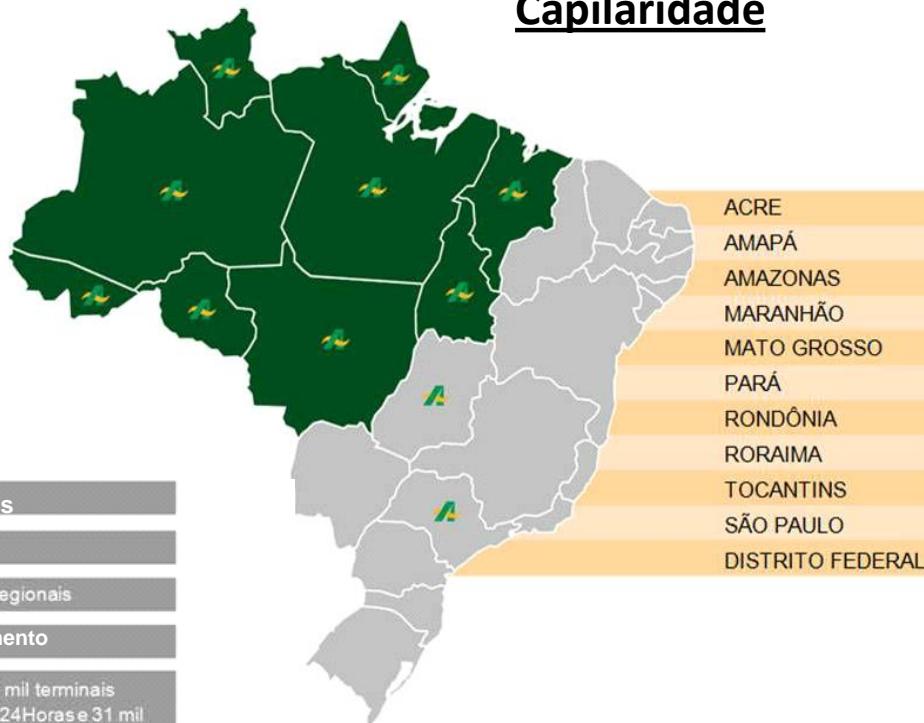 Capilaridade
ACRE
AMAPÁ
AMAZONAS
MARANHÃO
MATO GROSSO
PARÁ
RONDÔNIA
RORAIMA
TOCANTINS
SÃO PAULO
DISTRITO FEDERAL
egionais
mil terminais
24Horas e 31 mil